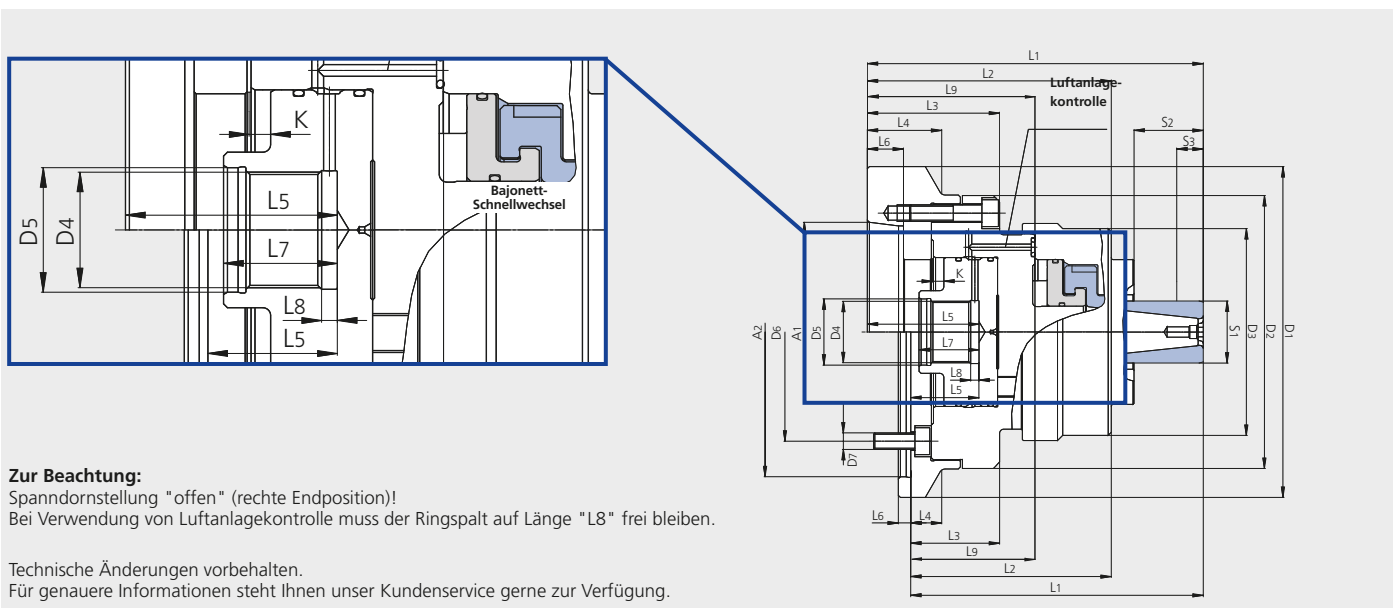 K
L5
D5
D4
L7
L8
L5
Bajonett-
Schnellwechsel
L1
L2
Luftanlage-
kontrolle
L9
L3
L4
S2
L6
S3
K
L5
L7
L8
L5
A2
D6
A1
D5
D4
S1
D3
D2
D1
D7
L6
L4
L3
L9
L2
L1
Zur Beachtung:
Spanndornstellung "offen" (rechte Endposition)!
Bei Verwendung von Luftanlagekontrolle muss der Ringspalt auf Länge "L8" frei bleiben.
Technische Änderungen vorbehalten.
Für genauere Informationen steht Ihnen unser Kundenservice gerne zur Verfügung.